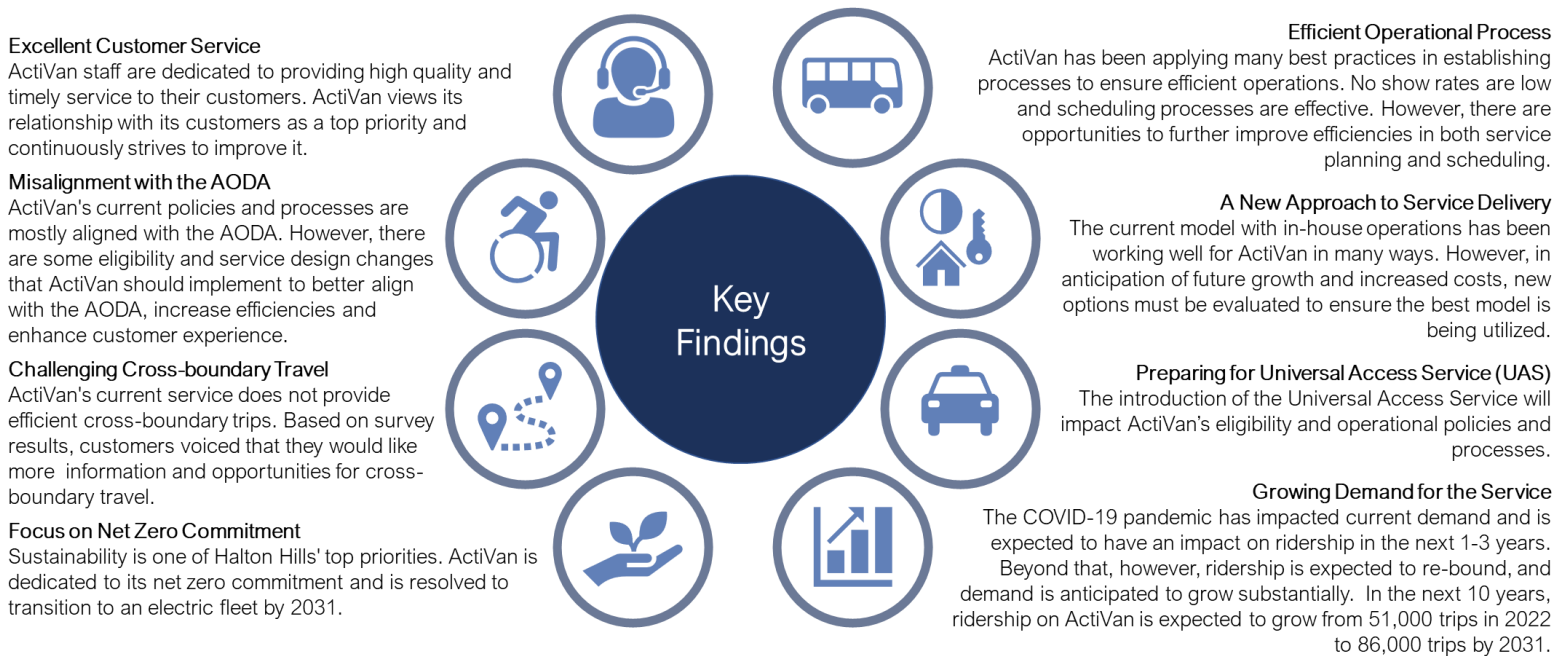 Excellent Customer Service
ActiVan staff are dedicated to providing high quality and
timely service to their customers. ActiVan views its
relationship with its customers as a top priority and
continuously strives to improve it.
Misalignment with the AODA
ActiVan's current policies and processes are
mostly aligned with the AODA. However, there
are some eligibility and service design changes
that ActiVan should implement to better align
with the AODA, increase efficiencies and
enhance customer experience.
Challenging Cross-boundary Travel
ActiVan's current service does not provide
efficient cross-boundary trips. Based on survey
results, customers voiced that they would like
more information and opportunities for cross-
boundary travel.
Focus on Net Zero Commitment
Sustainability is one of Halton Hills' top priorities. ActiVan is
dedicated to its net zero commitment and is resolved to
transition to an electric fleet by 2031.
Key
Findings
Efficient Operational Process
ActiVan has been applying many best practices in establishing
processes to ensure efficient operations. No show rates are low
and scheduling processes are effective. However, there are
opportunities to further improve efficiencies in both service
planning and scheduling.
A New Approach to Service Delivery
The current model with in-house operations has been
working well for ActiVan in many ways. However, in
anticipation of future growth and increased costs, new
options must be evaluated to ensure the best model is
being utilized.
Preparing for Universal Access Service (UAS)
The introduction of the Universal Access Service will
impact ActiVan's eligibility and operational policies and
processes.
Growing Demand for the Service
The COVID-19 pandemic has impacted current demand and is
expected to have an impact on ridership in the next 1-3 years.
Beyond that, however, ridership is expected to re-bound, and
demand is anticipated to grow substantially. In the next 10 years,
ridership on ActiVan is expected to grow from 51,000 trips in 2022
to 86,000 trips by 2031.